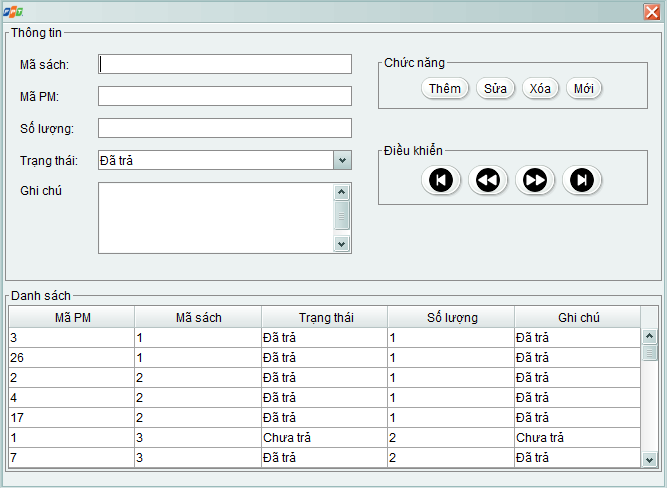 FPT
Thông tin
Mã sách:
Mã PM:
Số lượng:
Trạng thái: Đã trả
Ghi chú
Chức năng
Thêm Sửa Xóa Mới
Điều khiển
Danh sách
Mã PM Mã sách Trạng thái Số lượng Ghi chú
3 1 Đã trả 1 Đã trả
26 1 Đã trả 1 Đã trả
2 2 Đã trả 1 Đã trả
4 2 Đã trả 1 Đã trả
17 2 Đã trả 1 Đã trả
1 3 Chưa trả 2 Chưa trả
7 3 Đã trả 2 Đã trả